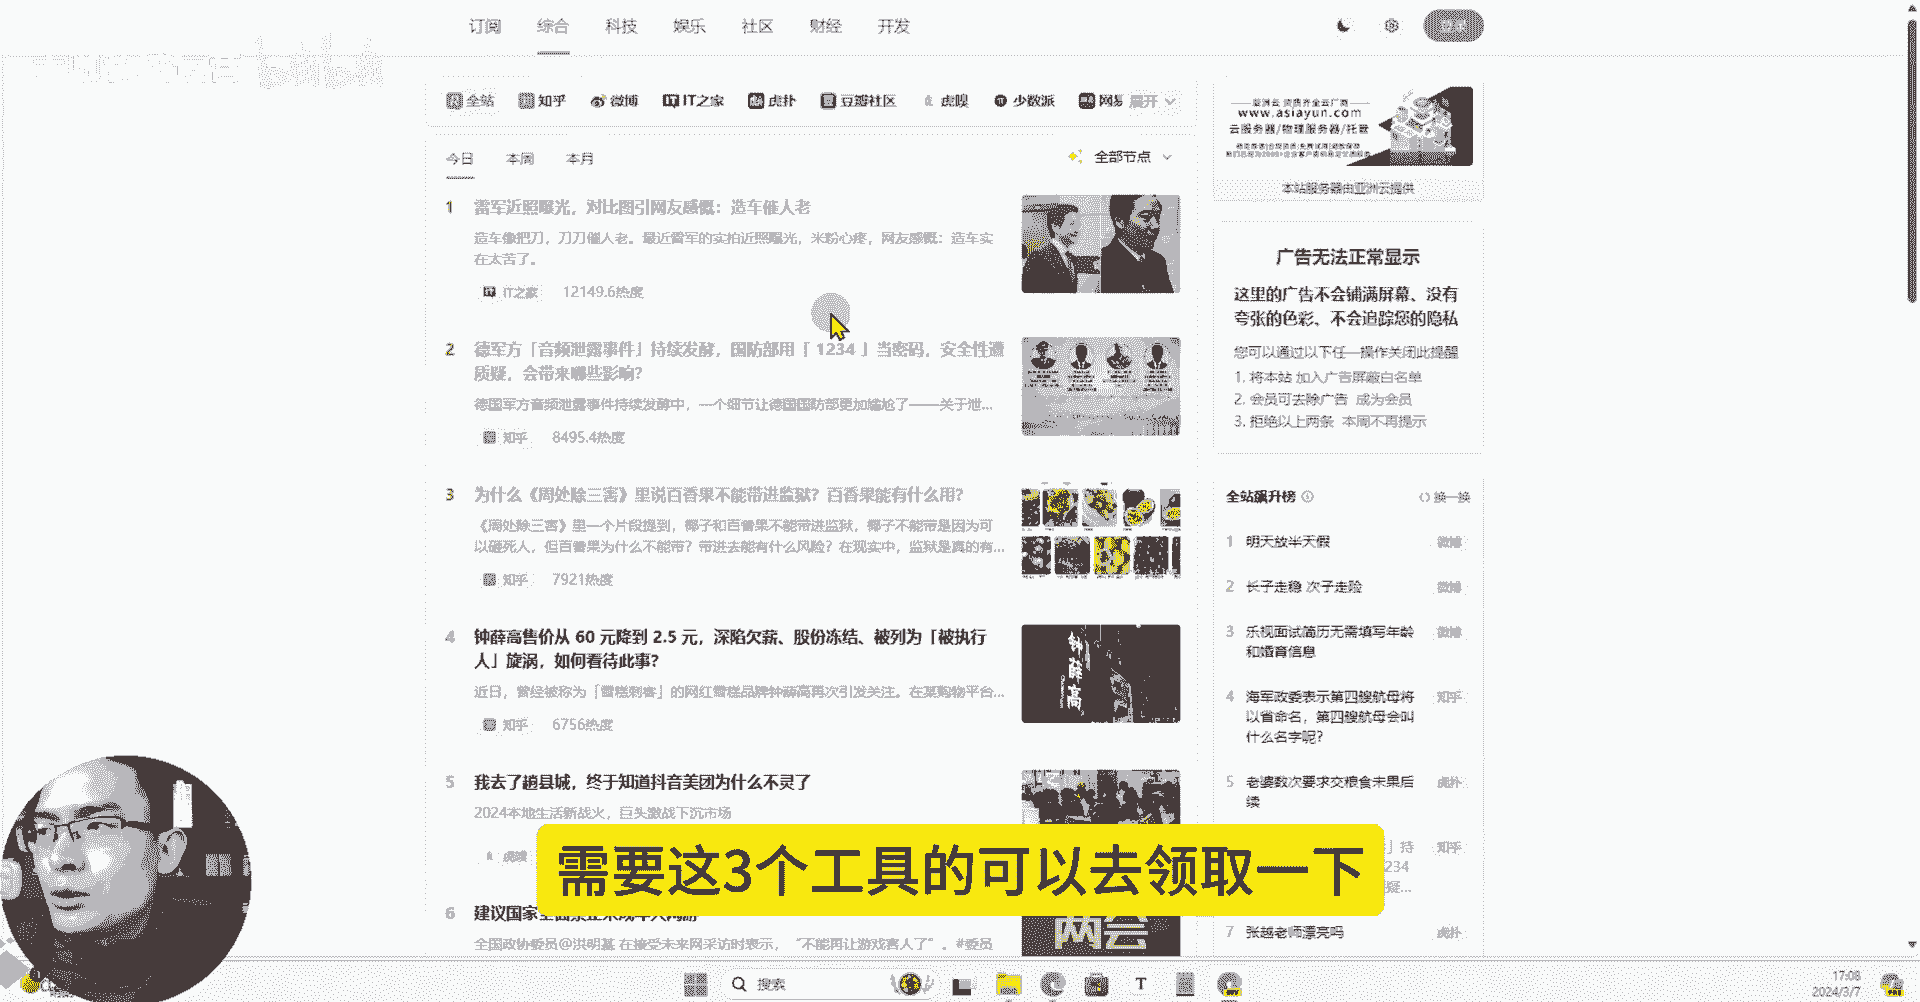 订阅 综合 科技 娱乐 社区 财经 开发
全站 知乎 微博 IT之家 虎扑 豆瓣社区 虎嗅 少数派 网易 展开
今日 本周 本月 全部节点
1 雷军近照曝光，对比图引网友感慨：造车催人老
造车像把刀，刀刀催人老。最近雷军的实拍近照曝光，米粉心疼，网友感慨：造车实
在太苦了。
IT之家 12149.6热度
2 德军方「音频泄露事件」持续发酵，国防部用「 1234 」当密码，安全性遭
质疑，会带来哪些影响？
德国军方音频泄露事件持续发酵中，一个细节让德国国防部更加尴尬了——关于泄...
知乎 8495.4热度
3 为什么《周处除三害》里说百香果不能带进监狱？百香果能有什么用？
《周处除三害》里一个片段提到，椰子和百香果不能带进监狱，椰子不能带是因为可
以砸死人，但百香果为什么不能带？带进去能有什么风险？在现实中，监狱是真的有...
知乎 7921热度
4 钟薛高售价从 60 元降到 2.5 元，深陷欠薪、股份冻结、被列为「被执行
人」旋涡，如何看待此事？
近日，曾经被称为「雪糕刺客」的网红雪糕品牌钟薛高再次引发关注。在某购物平台...
知乎 6756热度
钟薛高
5 我去了趟县城，终于知道抖音美团为什么不灵了
2024本地生活新战火，巨头激战下沉市场
虎嗅
6 建议国家
全国政协委员@洪明基 在接受未来网采访时表示，“不能再让游戏害人了”。#委员
两会
www.asiayun.com
云服务器/物理服务器/托管
本站服务器由亚洲云提供
广告无法正常显示
这里的广告不会铺满屏幕、没有
夸张的色彩、不会追踪您的隐私
您可以通过以下任一操作关闭此提醒
1. 将本站 加入广告屏蔽白名单
2. 会员可去除广告 成为会员
3. 拒绝以上两条 本周不再提示
全站飙升榜 换一换
1 明天放半天假 微博
2 长子走稳 次子走险 微博
3 乐视面试简历无需填写年龄 微博
和婚育信息
4 海军政委表示第四艘航母将 知乎
以省命名，第四艘航母会叫
什么名字呢？
5 老婆数次要求交粮食未果后 虎扑
续
」持 知乎
234
疑...
7 张越老师漂亮吗 虎扑
需要这3个工具的可以去领取一下
搜索
17:08
2024/3/7